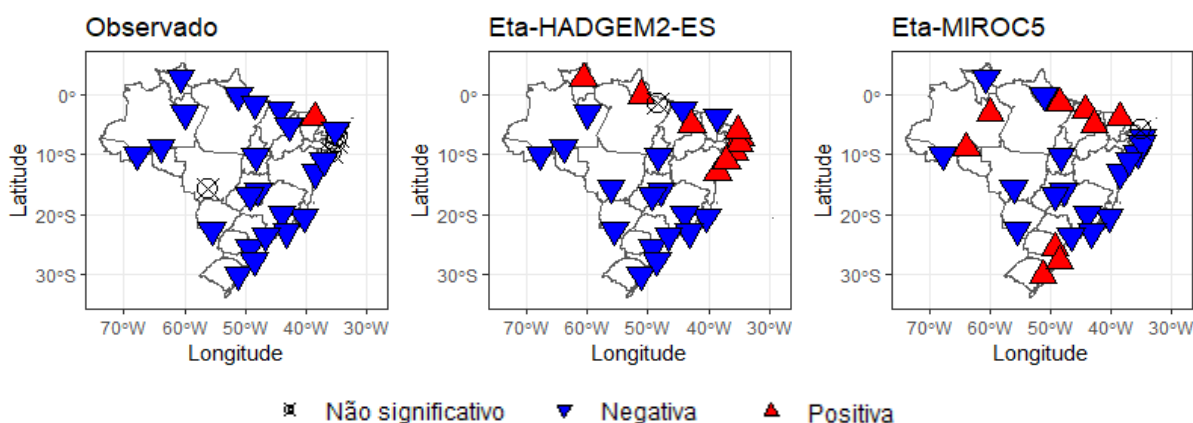 Observado
Eta-HADGEM2-ES
Eta-MIROC5
Latitude
0°
10°S
20°S
30°S
70°W 60°W 50°W 40°W 30°W
Longitude
Latitude
0°
10°S
20°S
30°S
70°W 60°W 50°W 40°W 30°W
Longitude
Latitude
0°
10°S
20°S
30°S
70°W 60°W 50°W 40°W 30°W
Longitude
Não significativo Negativa Positiva